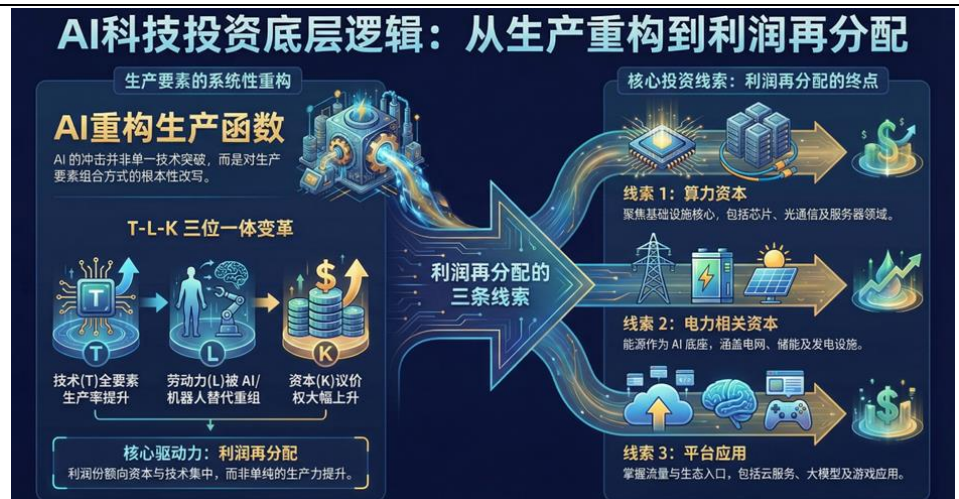 AI科技投资底层逻辑：从生产重构到利润再分配
生产要素的系统性重构
AI重构生产函数
AI 的冲击并非单一技术突破，而是对生产
要素组合方式的根本性改写。
T-L-K 三位一体变革
T
T
L
$
K
技术(T)全要素
生产率提升
劳动力(L)被 AI/
机器人替代重组
资本(K)议价
权大幅上升
核心驱动力：利润再分配
利润份额向资本与技术集中，而非单纯的生产力提升。
利润再分配的
三条线索
核心投资线索：利润再分配的终点
线索 1：算力资本
聚焦基础设施核心，包括芯片、光通信及服务器领域。
线索 2：电力相关资本
能源作为 AI 底座，涵盖电网、储能及发电设施。
线索 3：平台应用
掌握流量与生态入口，包括云服务、大模型及游戏应用。